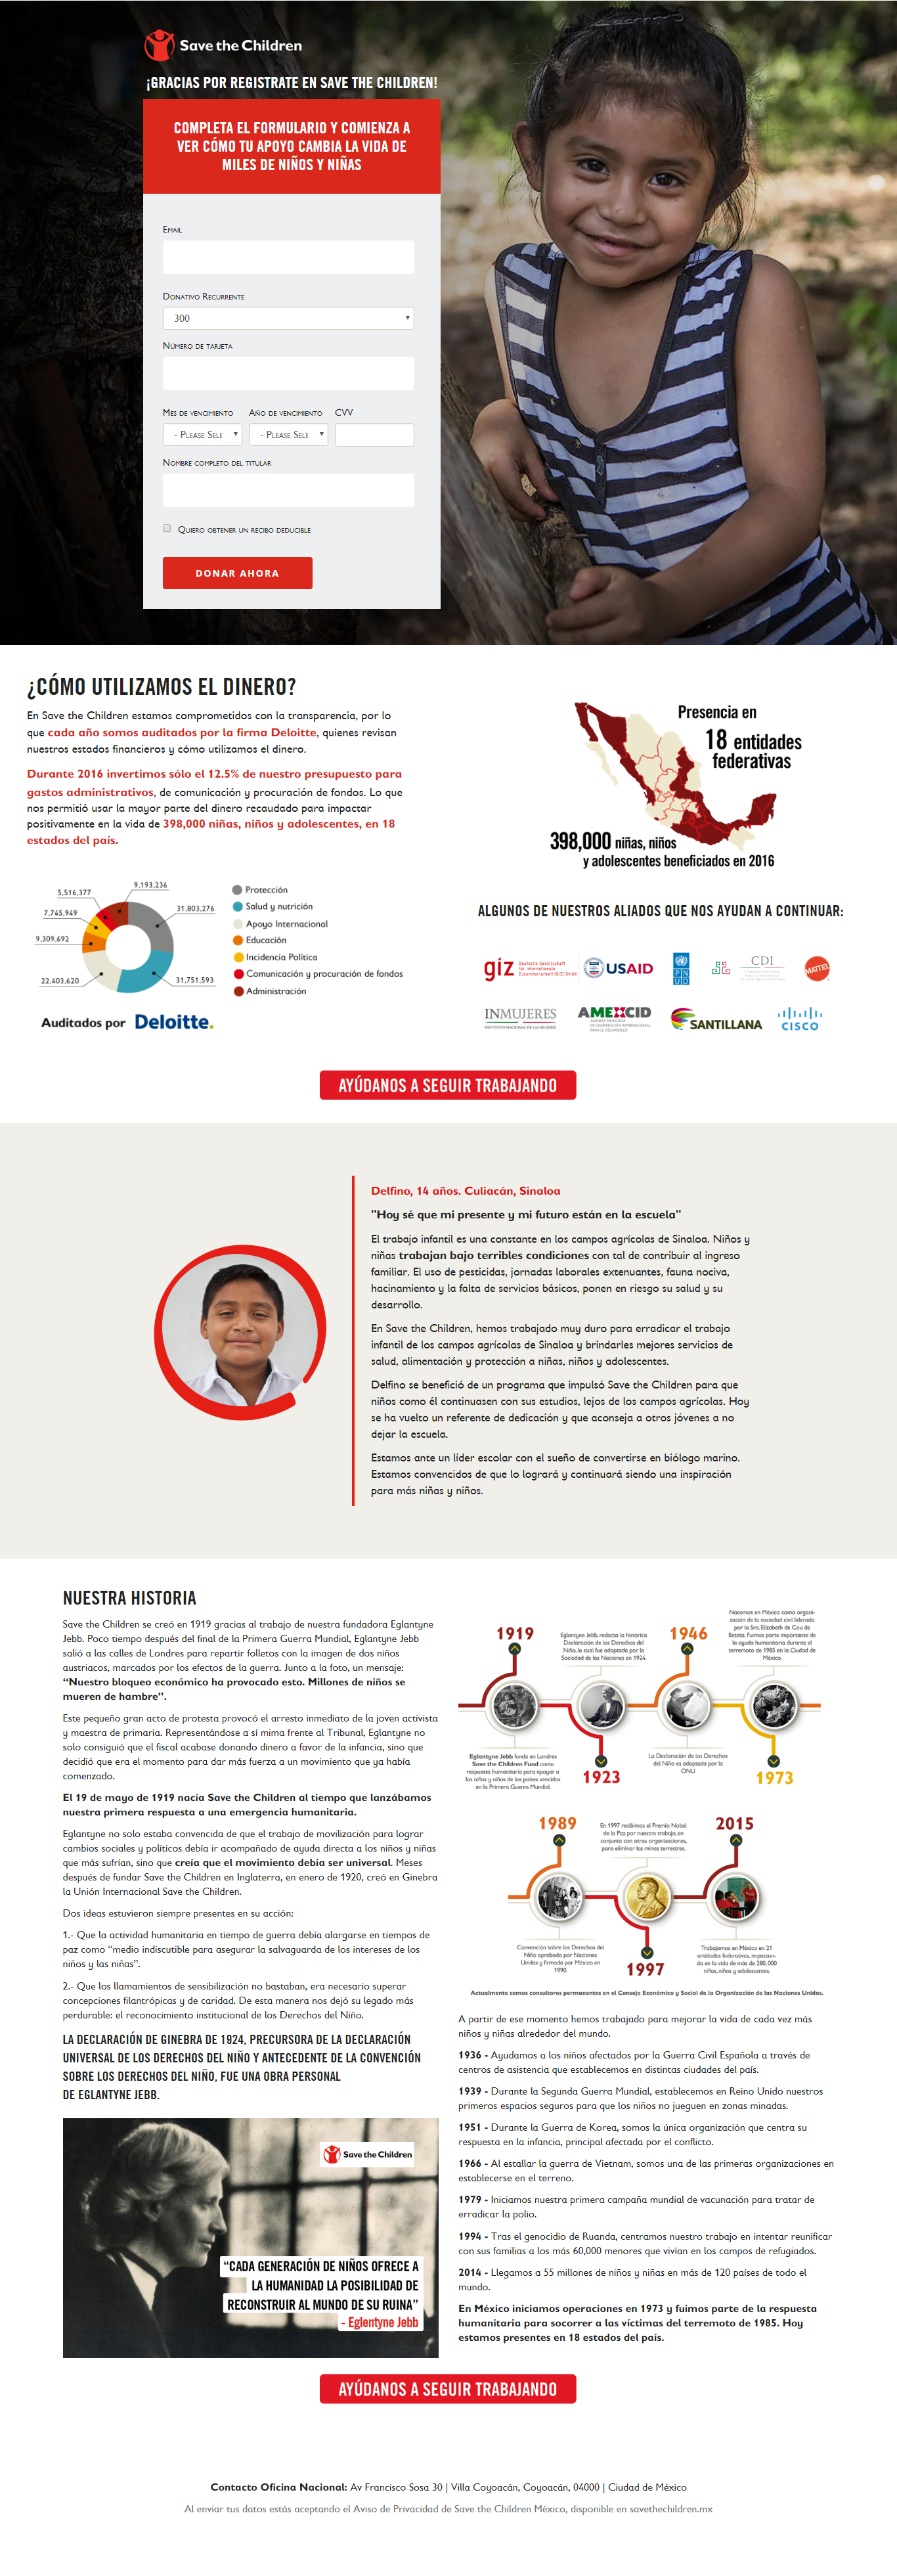 Save the Children
¡GRACIAS POR REGISTRATE EN SAVE THE CHILDREN!
COMPLETA EL FORMULARIO Y COMIENZA A
VER CÓMO TU APOYO CAMBIA LA VIDA DE
MILES DE NIÑOS Y NIÑAS
Email
Donativo Recurrente
300
Número de tarjeta
Mes de vencimiento Año de vencimiento CVV
- Please Sele - Please Sele
Nombre completo del titular
Quiero obtener un recibo deducible
DONAR AHORA
¿CÓMO UTILIZAMOS EL DINERO?
En Save the Children estamos comprometidos con la transparencia, por lo
que cada año somos auditados por la firma Deloitte, quienes revisan
nuestros estados financieros y cómo utilizamos el dinero.
Durante 2016 invertimos sólo el 12.5% de nuestro presupuesto para
gastos administrativos, de comunicación y procuración de fondos. Lo que
nos permitió usar la mayor parte del dinero recaudado para impactar
positivamente en la vida de 398,000 niñas, niños y adolescentes, en 18
estados del país.
9,193,236
5,516,377
7,745,949
31,803,276
9,309,692
22,403,620
31,751,593
Protección
Salud y nutrición
Apoyo Internacional
Educación
Incidencia Política
Comunicación y procuración de fondos
Administración
Auditados por Deloitte.
Presencia en
18 entidades
federativas
398,000 niñas, niños
y adolescentes beneficiados en 2016
ALGUNOS DE NUESTROS ALIADOS QUE NOS AYUDAN A CONTINUAR:
giz Deutsche Gesellschaft
für Internationale
Zusammenarbeit (GIZ) GmbH
USAID
PNUD
CDI
MATTEL
INMUJERES
INSTITUTO NACIONAL DE LAS MUJERES
AMEXCID
AGENCIA MEXICANA
DE COOPERACIÓN INTERNACIONAL
PARA EL DESARROLLO
SANTILLANA
CISCO
AYÚDANOS A SEGUIR TRABAJANDO
Delfino, 14 años. Culiacán, Sinaloa
"Hoy sé que mi presente y mi futuro están en la escuela"
El trabajo infantil es una constante en los campos agrícolas de Sinaloa. Niños y
niñas trabajan bajo terribles condiciones con tal de contribuir al ingreso
familiar. El uso de pesticidas, jornadas laborales extenuantes, fauna nociva,
hacinamiento y la falta de servicios básicos, ponen en riesgo su salud y su
desarrollo.
En Save the Children, hemos trabajado muy duro para erradicar el trabajo
infantil de los campos agrícolas de Sinaloa y brindarles mejores servicios de
salud, alimentación y protección a niñas, niños y adolescentes.
Delfino se benefició de un programa que impulsó Save the Children para que
niños como él continuasen con sus estudios, lejos de los campos agrícolas. Hoy
se ha vuelto un referente de dedicación y que aconseja a otros jóvenes a no
dejar la escuela.
Estamos ante un líder escolar con el sueño de convertirse en biólogo marino.
Estamos convencidos de que lo logrará y continuará siendo una inspiración
para más niñas y niños.
NUESTRA HISTORIA
Save the Children se creó en 1919 gracias al trabajo de nuestra fundadora Eglantyne
Jebb. Poco tiempo después del final de la Primera Guerra Mundial, Eglantyne Jebb
salió a las calles de Londres para repartir folletos con la imagen de dos niños
austriacos, marcados por los efectos de la guerra. Junto a la foto, un mensaje:
“Nuestro bloqueo económico ha provocado esto. Millones de niños se
mueren de hambre”.
Este pequeño gran acto de protesta provocó el arresto inmediato de la joven activista
y maestra de primaria. Representándose a sí mima frente al Tribunal, Eglantyne no
solo consiguió que el fiscal acabase donando dinero a favor de la infancia, sino que
decidió que era el momento para dar más fuerza a un movimiento que ya había
comenzado.
El 19 de mayo de 1919 nacía Save the Children al tiempo que lanzábamos
nuestra primera respuesta a una emergencia humanitaria.
Eglantyne no solo estaba convencida de que el trabajo de movilización para lograr
cambios sociales y políticos debía ir acompañado de ayuda directa a los niños y niñas
que más sufrían, sino que creía que el movimiento debía ser universal. Meses
después de fundar Save the Children en Inglaterra, en enero de 1920, creó en Ginebra
la Unión Internacional Save the Children.
Dos ideas estuvieron siempre presentes en su acción:
1.- Que la actividad humanitaria en tiempo de guerra debía alargarse en tiempos de
paz como “medio indiscutible para asegurar la salvaguarda de los intereses de los
niños y las niñas”.
2.- Que los llamamientos de sensibilización no bastaban, era necesario superar
concepciones filantrópicas y de caridad. De esta manera nos dejó su legado más
perdurable: el reconocimiento institucional de los Derechos del Niño.
LA DECLARACIÓN DE GINEBRA DE 1924, PRECURSORA DE LA DECLARACIÓN
UNIVERSAL DE LOS DERECHOS DEL NIÑO Y ANTECEDENTE DE LA CONVENCIÓN
SOBRE LOS DERECHOS DEL NIÑO, FUE UNA OBRA PERSONAL
DE EGLANTYNE JEBB.
Save the Children
“CADA GENERACIÓN DE NIÑOS OFRECE A
LA HUMANIDAD LA POSIBILIDAD DE
RECONSTRUIR AL MUNDO DE SU RUINA”
- Eglentyne Jebb
1919
Eglantyne Jebb funda en Londres
Save the Children Fund como
respuesta humanitaria para apoyar a
los niños y niñas de los países vencidos
en la Primera Guerra Mundial.
Eglantyne Jebb, redacta la histórica
Declaración de los Derechos del
Niño, la cual fue adoptada por la
Sociedad de las Naciones en 1924.
1923
1946
La Declaración de los Derechos
del Niño es adoptada por la
ONU
Nacemos en México como organi-
zación de la sociedad civil liderada
por la Sra. Elizabeth de Cou de
Beteta. Fuimos parte importante de
la ayuda humanitaria durante el
terremoto de 1985 en la Ciudad de
México.
1973
1989
Convención sobre los Derechos del
Niño aprobada por Naciones
Unidas y firmada por México en
1990.
En 1997 recibimos el Premio Nobel
de la Paz por nuestro trabajo, en
conjunto con otras organizaciones,
para eliminar las minas terrestres.
1997
2015
Trabajamos en México en 21
entidades federativas, impactan-
do en la vida de más de 280,000
niñas, niños y adolescentes.
Actualmente somos consultores permanentes en el Consejo Económico y Social de la Organización de las Naciones Unidas.
A partir de ese momento hemos trabajado para mejorar la vida de cada vez más
niños y niñas alrededor del mundo.
1936 - Ayudamos a los niños afectados por la Guerra Civil Española a través de
centros de asistencia que establecemos en distintas ciudades del país.
1939 - Durante la Segunda Guerra Mundial, establecemos en Reino Unido nuestros
primeros espacios seguros para que los niños no jueguen en zonas minadas.
1951 - Durante la Guerra de Korea, somos la única organización que centra su
respuesta en la infancia, principal afectada por el conflicto.
1966 - Al estallar la guerra de Vietnam, somos una de las primeras organizaciones en
establecerse en el terreno.
1979 - Iniciamos nuestra primera campaña mundial de vacunación para tratar de
erradicar la polio.
1994 - Tras el genocidio de Ruanda, centramos nuestro trabajo en intentar reunificar
con sus familias a los más 60,000 menores que vivían en los campos de refugiados.
2014 - Llegamos a 55 millones de niños y niñas en más de 120 países de todo el
mundo.
En México iniciamos operaciones en 1973 y fuimos parte de la respuesta
humanitaria para socorrer a las víctimas del terremoto de 1985. Hoy
estamos presentes en 18 estados del país.
AYÚDANOS A SEGUIR TRABAJANDO
Contacto Oficina Nacional: Av Francisco Sosa 30 | Villa Coyoacán, Coyoacán, 04000 | Ciudad de México
Al enviar tus datos estás aceptando el Aviso de Privacidad de Save the Children México, disponible en savethechildren.mx